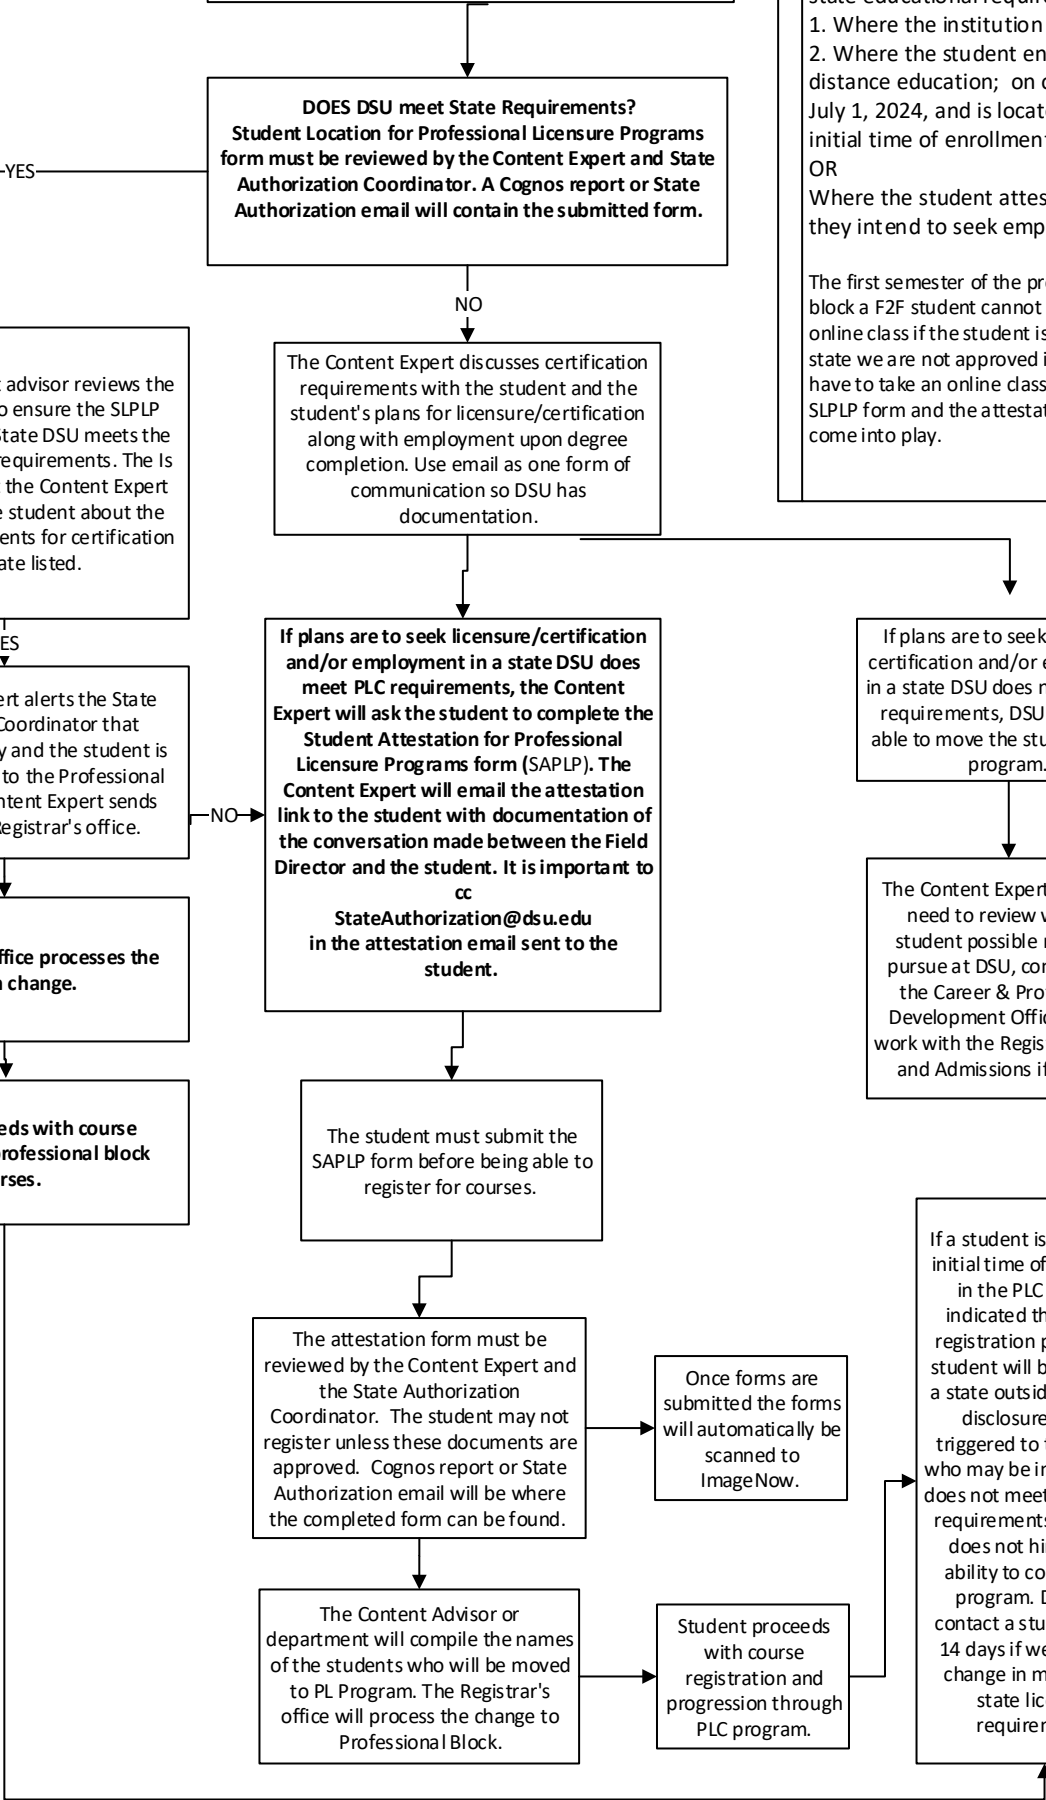 state educational requir
1. Where the institution
2. Where the student en
distance education;  on o
July 1, 2024, and is locat
initial time of enrollment
OR
Where the student attes
they intend to seek emp
The first semester of the pr
block a F2F student cannot
online class if the student is
state we are not approved i
have to take an online class
SLPLP form and the attestat
come into play.
DOES DSU meet State Requirements?
Student Location for Professional Licensure Programs
form must be reviewed by the Content Expert and State
Authorization Coordinator. A Cognos report or State
Authorization email will contain the submitted form.
YES
NO
The Content Expert discusses certification
requirements with the student and the
student's plans for licensure/certification
along with employment upon degree
completion. Use email as one form of
communication so DSU has
documentation.
advisor reviews the
o ensure the SLPLP
State DSU meets the
requirements. The Is
t the Content Expert
e student about the
ents for certification
ate listed.
ES
ert alerts the State
Coordinator that
y and the student is
to the Professional
ntent Expert sends
Registrar's office.
NO
ffice processes the
n change.
eds with course
professional block
rses.
If plans are to seek licensure/certification
and/or employment in a state DSU does
meet PLC requirements, the Content
Expert will ask the student to complete the
Student Attestation for Professional
Licensure Programs form (SAPLP). The
Content Expert will email the attestation
link to the student with documentation of
the conversation made between the Field
Director and the student. It is important to
cc
StateAuthorization@dsu.edu
in the attestation email sent to the
student.
If plans are to seek
certification and/or e
in a state DSU does n
requirements, DSU
able to move the stu
program.
The Content Expert
need to review w
student possible
pursue at DSU, con
the Career & Pro
Development Offic
work with the Regis
and Admissions if
The student must submit the
SAPLP form before being able to
register for courses.
The attestation form must be
reviewed by the Content Expert and
the State Authorization
Coordinator.  The student may not
register unless these documents are
approved.  Cognos report or State
Authorization email will be where
the completed form can be found.
Once forms are
submitted the forms
will automatically be
scanned to
ImageNow.
The Content Advisor or
department will compile the names
of the students who will be moved
to PL Program. The Registrar's
office will process the change to
Professional Block.
Student proceeds
with course
registration and
progression through
PLC program.
If a student is
initial time of
in the PLC
indicated th
registration p
student will b
a state outsid
disclosure
triggered to t
who may be in
does not meet
requirements
does not hi
ability to co
program. D
contact a stu
14 days if we
change in m
state lic
requirer